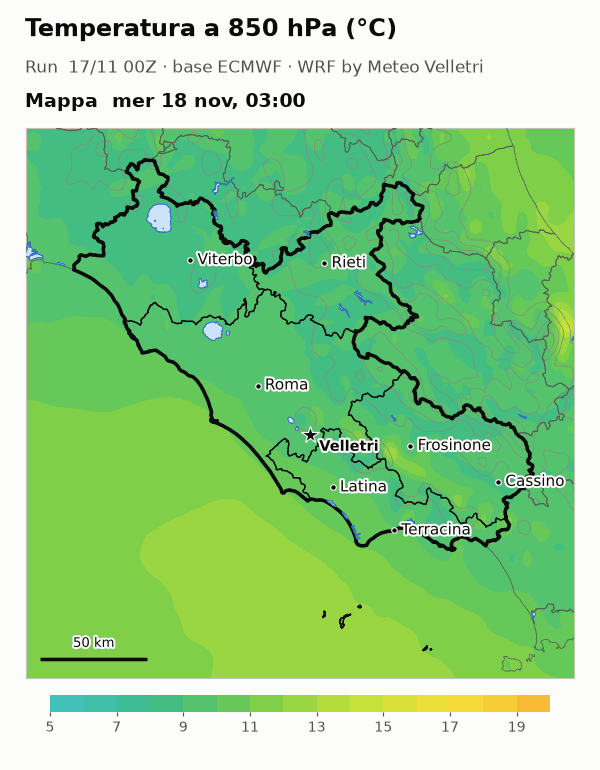 Temperatura a 850 hPa (°C)
Run  17/11 00Z · base ECMWF · WRF by Meteo Velletri
Mappa  mer 18 nov, 03:00
Viterbo
Rieti
Roma
Velletri
Frosinone
Latina
Cassino
Terracina
50 km
5 7 9 11 13 15 17 19